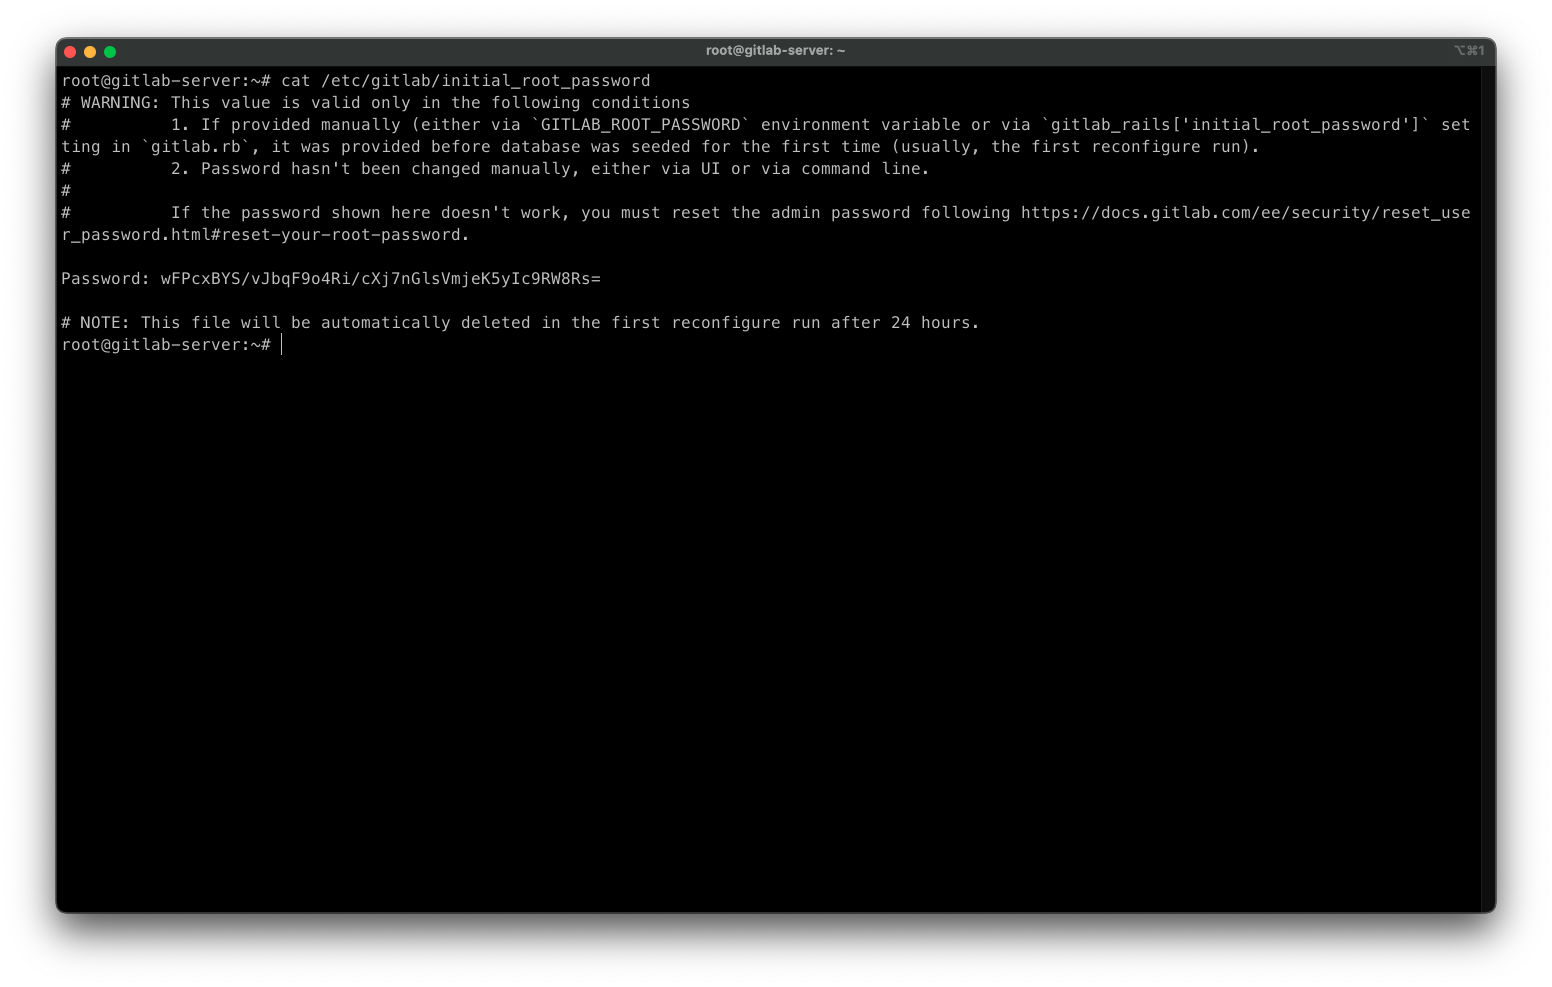 root@gitlab-server: ~
⌥⌘1
root@gitlab-server:~# cat /etc/gitlab/initial_root_password
# WARNING: This value is valid only in the following conditions
#          1. If provided manually (either via `GITLAB_ROOT_PASSWORD` environment variable or via `gitlab_rails['initial_root_password']` set
ting in `gitlab.rb`, it was provided before database was seeded for the first time (usually, the first reconfigure run).
#          2. Password hasn't been changed manually, either via UI or via command line.
#
#          If the password shown here doesn't work, you must reset the admin password following https://docs.gitlab.com/ee/security/reset_use
r_password.html#reset-your-root-password.
Password: wFPcxBYS/vJbqF9o4Ri/cXj7nGlsVmjeK5yIc9RW8Rs=
# NOTE: This file will be automatically deleted in the first reconfigure run after 24 hours.
root@gitlab-server:~#